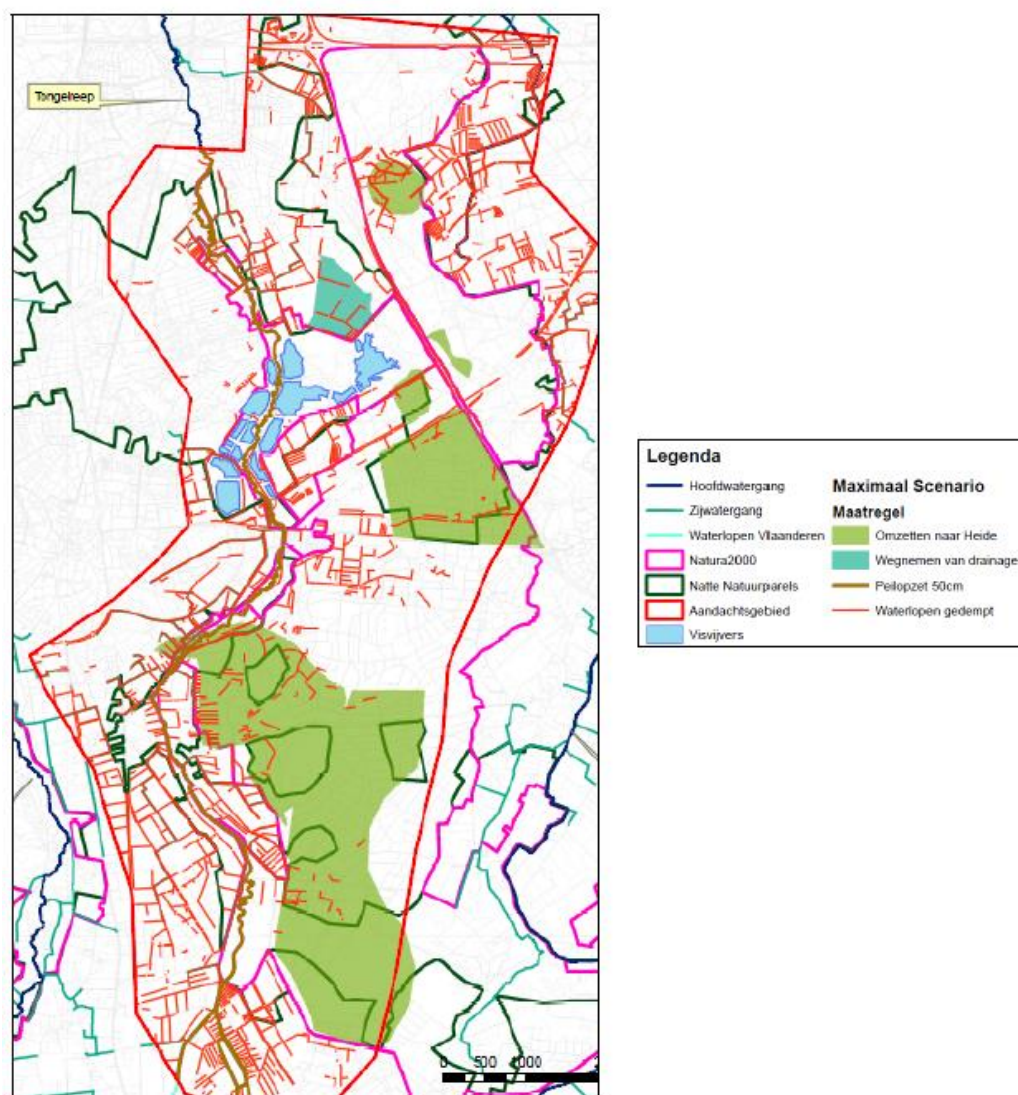 Tongelreep
Legenda
Hoofdwatergang
Zijwatergang
Waterlopen Vlaanderen
Natura2000
Natte Natuurparels
Aandachtsgebied
Visvijvers
Maximaal Scenario
Maatregel
Omzetten naar Heide
Wegnemen van drainage
Peilopzet 50cm
Waterlopen gedempt
0 500 1000